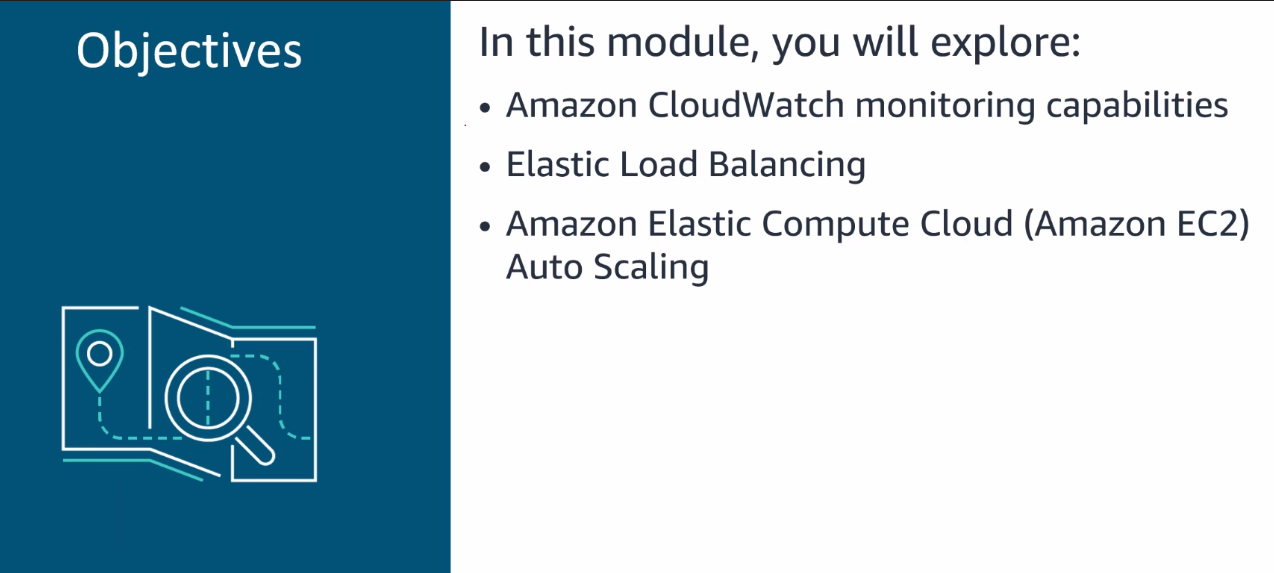 Objectives
In this module, you will explore:
• Amazon CloudWatch monitoring capabilities
• Elastic Load Balancing
• Amazon Elastic Compute Cloud (Amazon EC2)
Auto Scaling